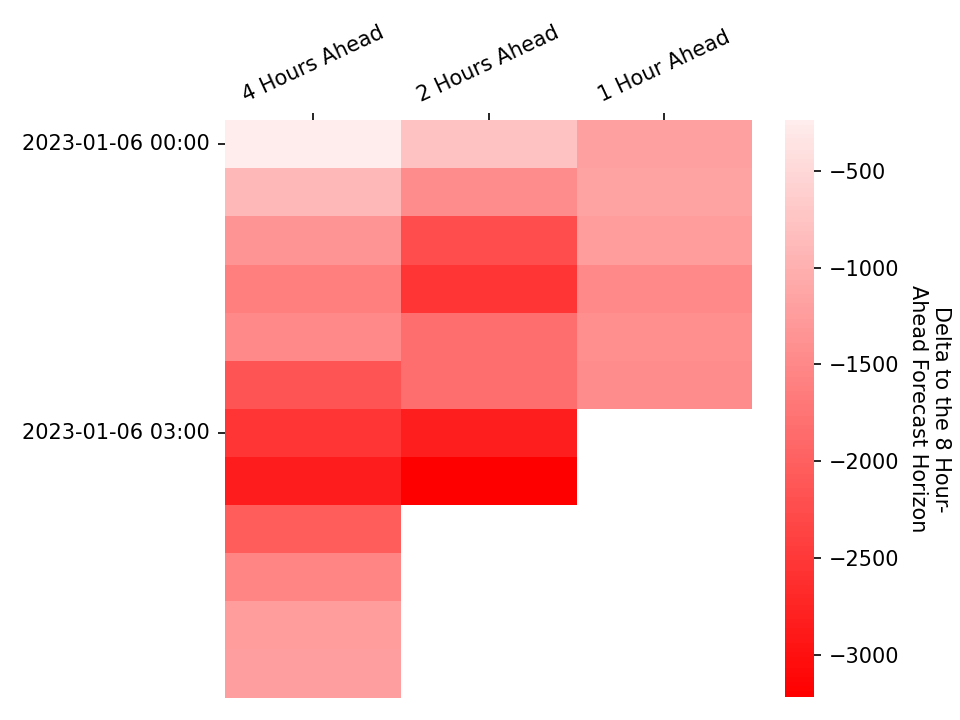 4 Hours Ahead
2 Hours Ahead
1 Hour Ahead
2023-01-06 00:00
2023-01-06 03:00
−500
−1000
−1500
−2000
−2500
−3000
Delta to the 8 Hour-
Ahead Forecast Horizon